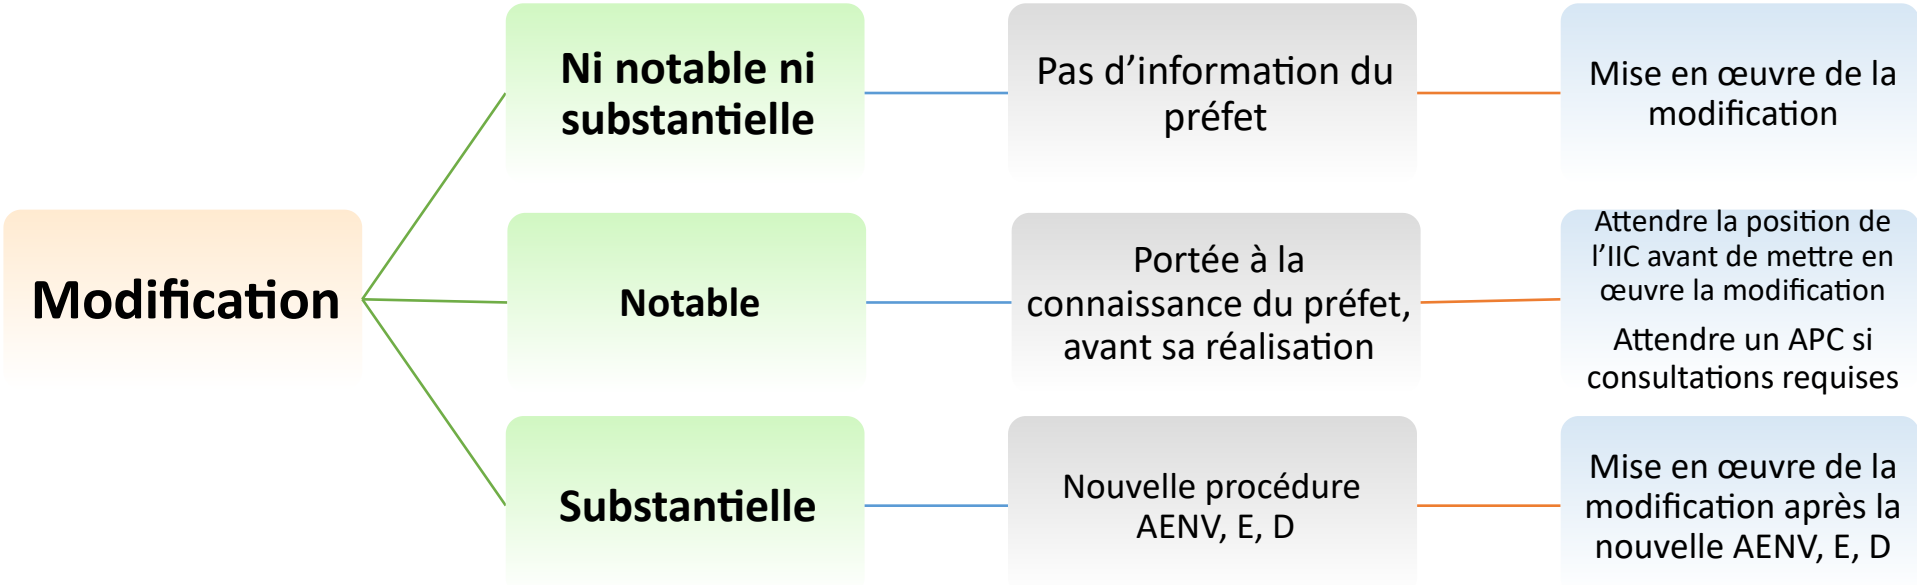 Modification
Ni notable ni
substantielle
Pas d’information du
préfet
Mise en œuvre de la
modification
Notable
Portée à la
connaissance du préfet,
avant sa réalisation
Attendre la position de
l’IIC avant de mettre en
œuvre la modification
Attendre un APC si
consultations requises
Substantielle
Nouvelle procédure
AENV, E, D
Mise en œuvre de la
modification après la
nouvelle AENV, E, D